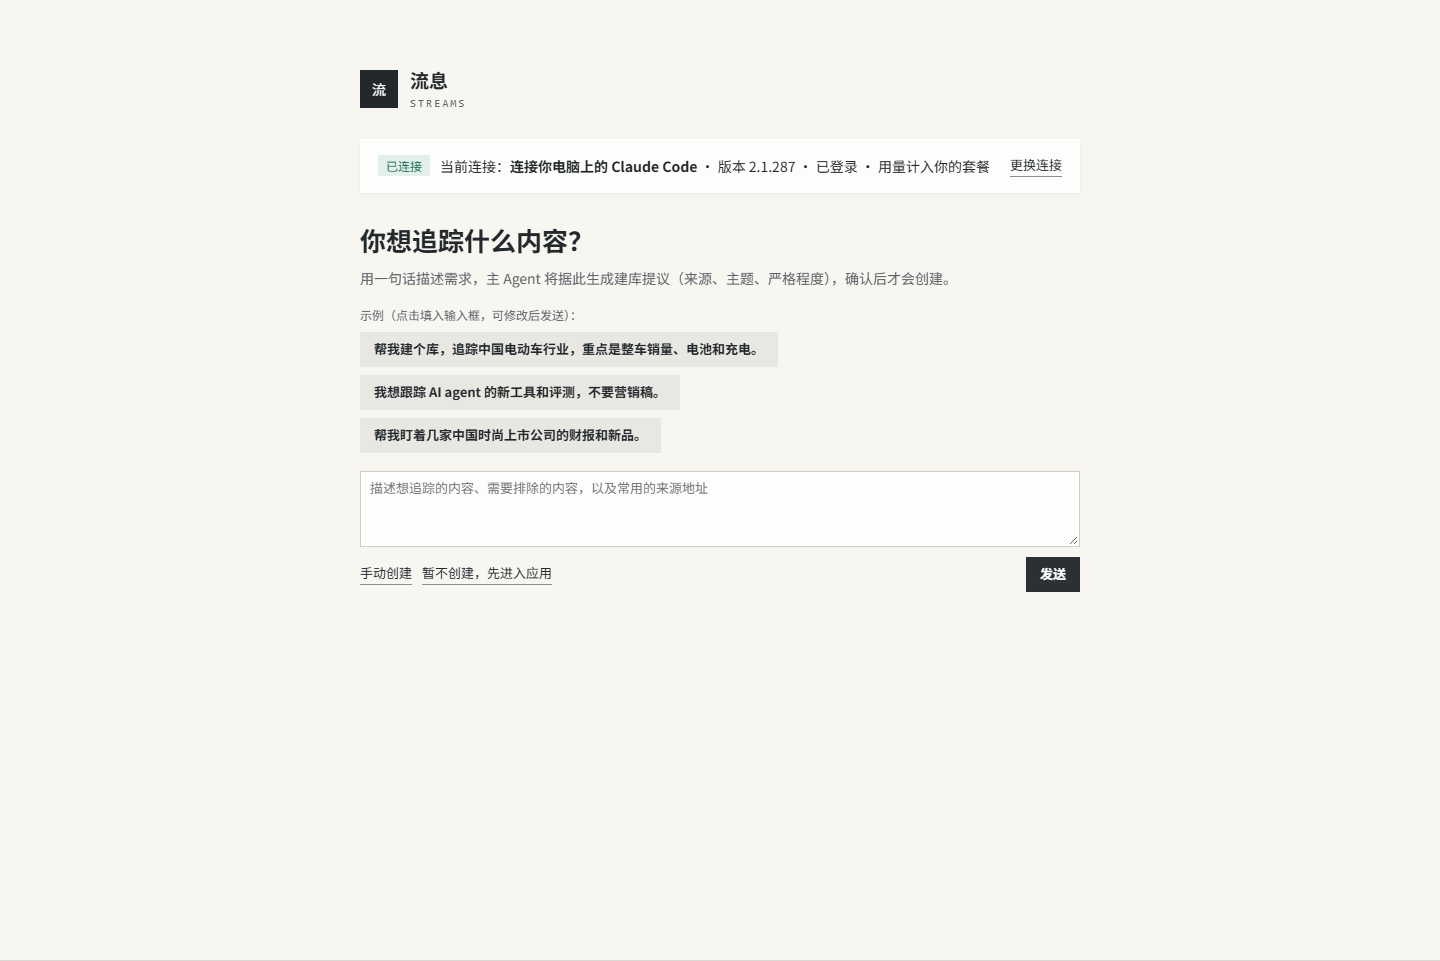 流
流息
STREAMS
已连接 当前连接：连接你电脑上的 Claude Code · 版本 2.1.287 · 已登录 · 用量计入你的套餐 更换连接
你想追踪什么内容？
用一句话描述需求，主 Agent 将据此生成建库提议（来源、主题、严格程度），确认后才会创建。
示例（点击填入输入框，可修改后发送）：
帮我建个库，追踪中国电动车行业，重点是整车销量、电池和充电。
我想跟踪 AI agent 的新工具和评测，不要营销稿。
帮我盯着几家中国时尚上市公司的财报和新品。
描述想追踪的内容、需要排除的内容，以及常用的来源地址
手动创建 暂不创建，先进入应用 发送